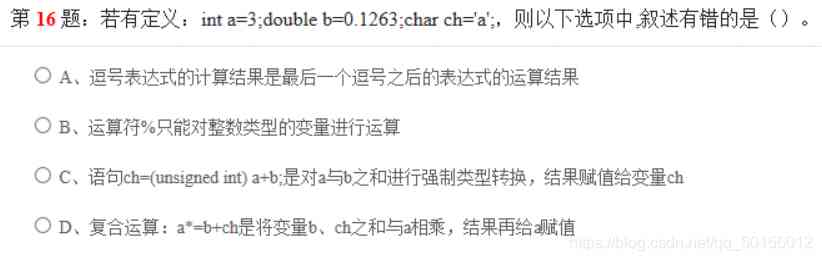 第 16 题：若有定义：int a=3;double b=0.1263;char ch='a';，则以下选项中,叙述有错的是（）。
A、逗号表达式的计算结果是最后一个逗号之后的表达式的运算结果
B、运算符%只能对整数类型的变量进行运算
C、语句ch=(unsigned int) a+b;是对a与b之和进行强制类型转换，结果赋值给变量ch
D、复合运算：a*=b+ch是将变量b、ch之和与a相乘，结果再给a赋值